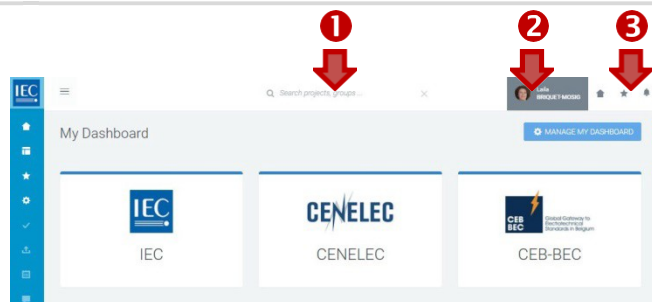 1 2 3
IEC
Search projects, groups ...
Laila
BRIQUET-MOSIG
My Dashboard
MANAGE MY DASHBOARD
IEC
CENELEC
CEB
BEC
Global Gateway to
Electrotechnical
Standards in Belgium
IEC
CENELEC
CEB-BEC